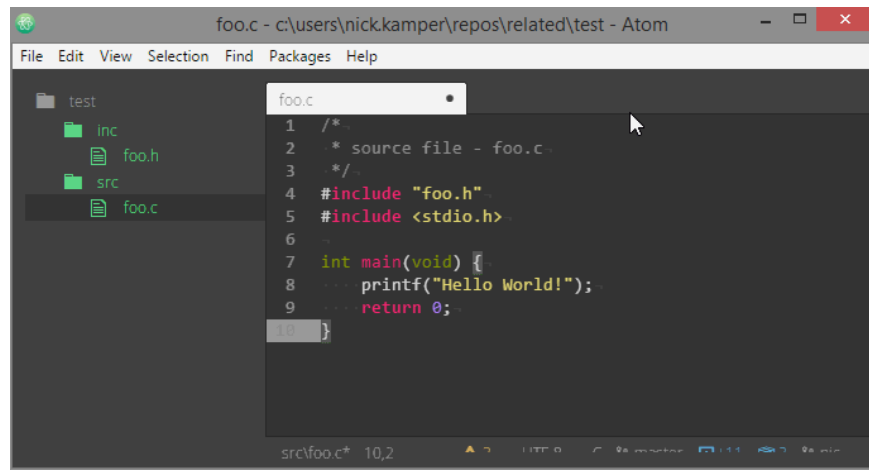 foo.c - c:\users\nick.kamper\repos\related\test - Atom
File Edit View Selection Find Packages Help
test
inc
foo.h
src
foo.c
foo.c
1 /*
2 * source file - foo.c
3 */
4 #include "foo.h"
5 #include <stdio.h>
6
7 int main(void) {
8 printf("Hello World!");
9 return 0;
10 }
src\foo.c* 10,2